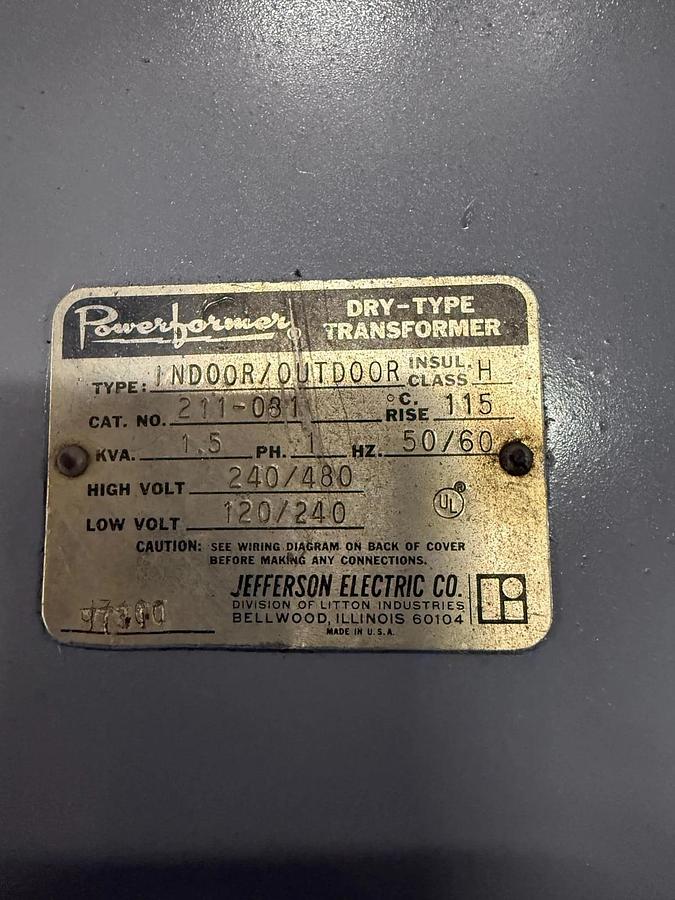 Powerformer® DRY-TYPE
TRANSFORMER
TYPE: INDOOR/OUTDOOR INSUL. CLASS H
CAT. NO. 211-081 °C. RISE 115
KVA. 1.5 PH. 1 HZ. 50/60
HIGH VOLT 240/480
LOW VOLT 120/240
UL®
CAUTION: SEE WIRING DIAGRAM ON BACK OF COVER
BEFORE MAKING ANY CONNECTIONS.
JEFFERSON ELECTRIC CO.
DIVISION OF LITTON INDUSTRIES
BELLWOOD, ILLINOIS 60104
MADE IN U.S.A.